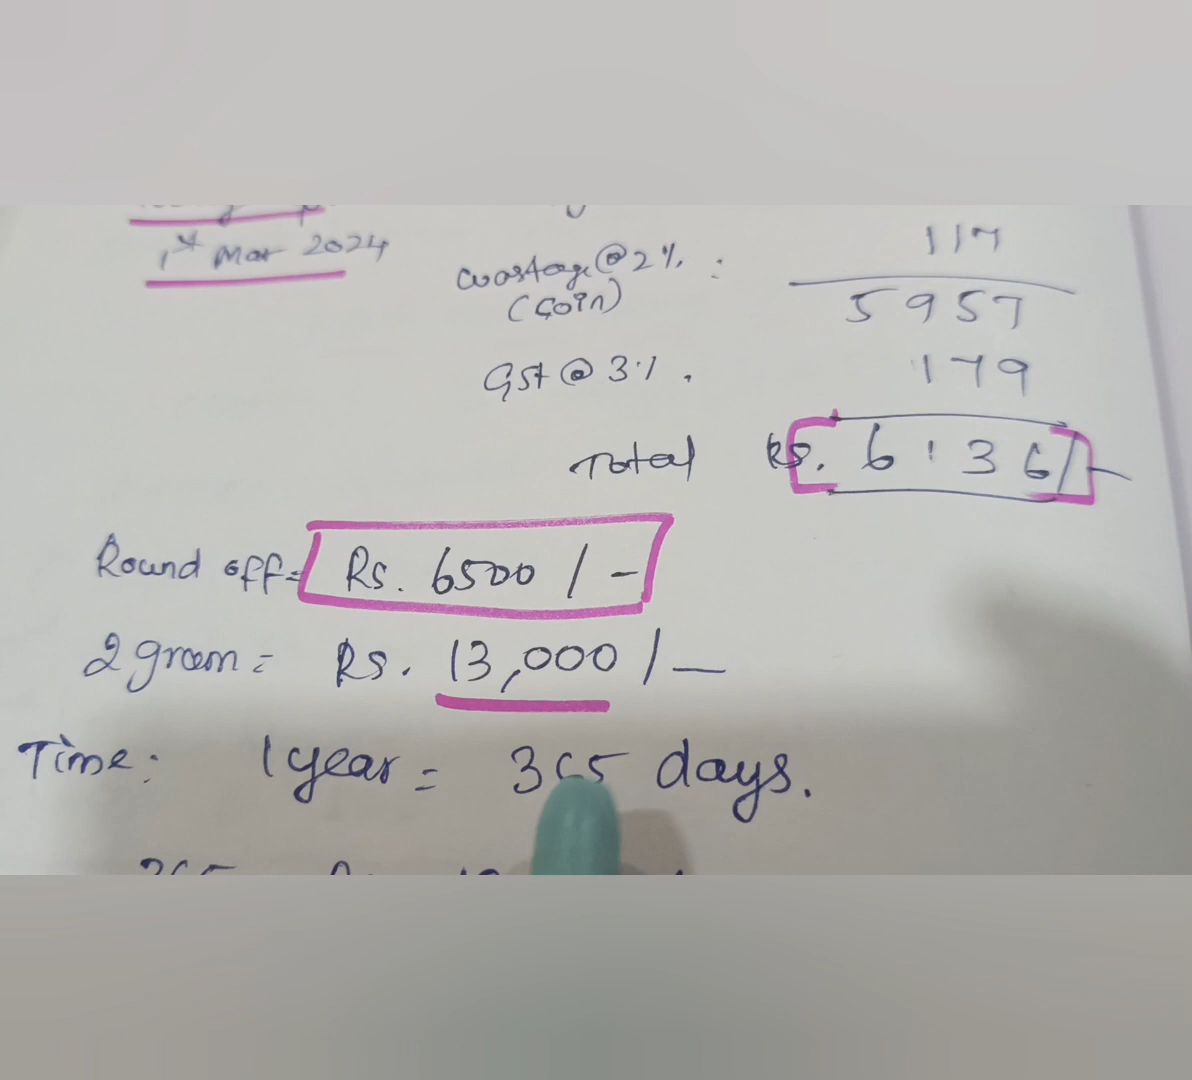 1st Mar 2024
wastage @ 2%. : 117
(coin)
5957
Gst @ 3%. 179
Total Rs. 6136/-
Round off = Rs. 6500/-
2 gram = Rs. 13,000/-
Time: 1 year = 365 days.
365